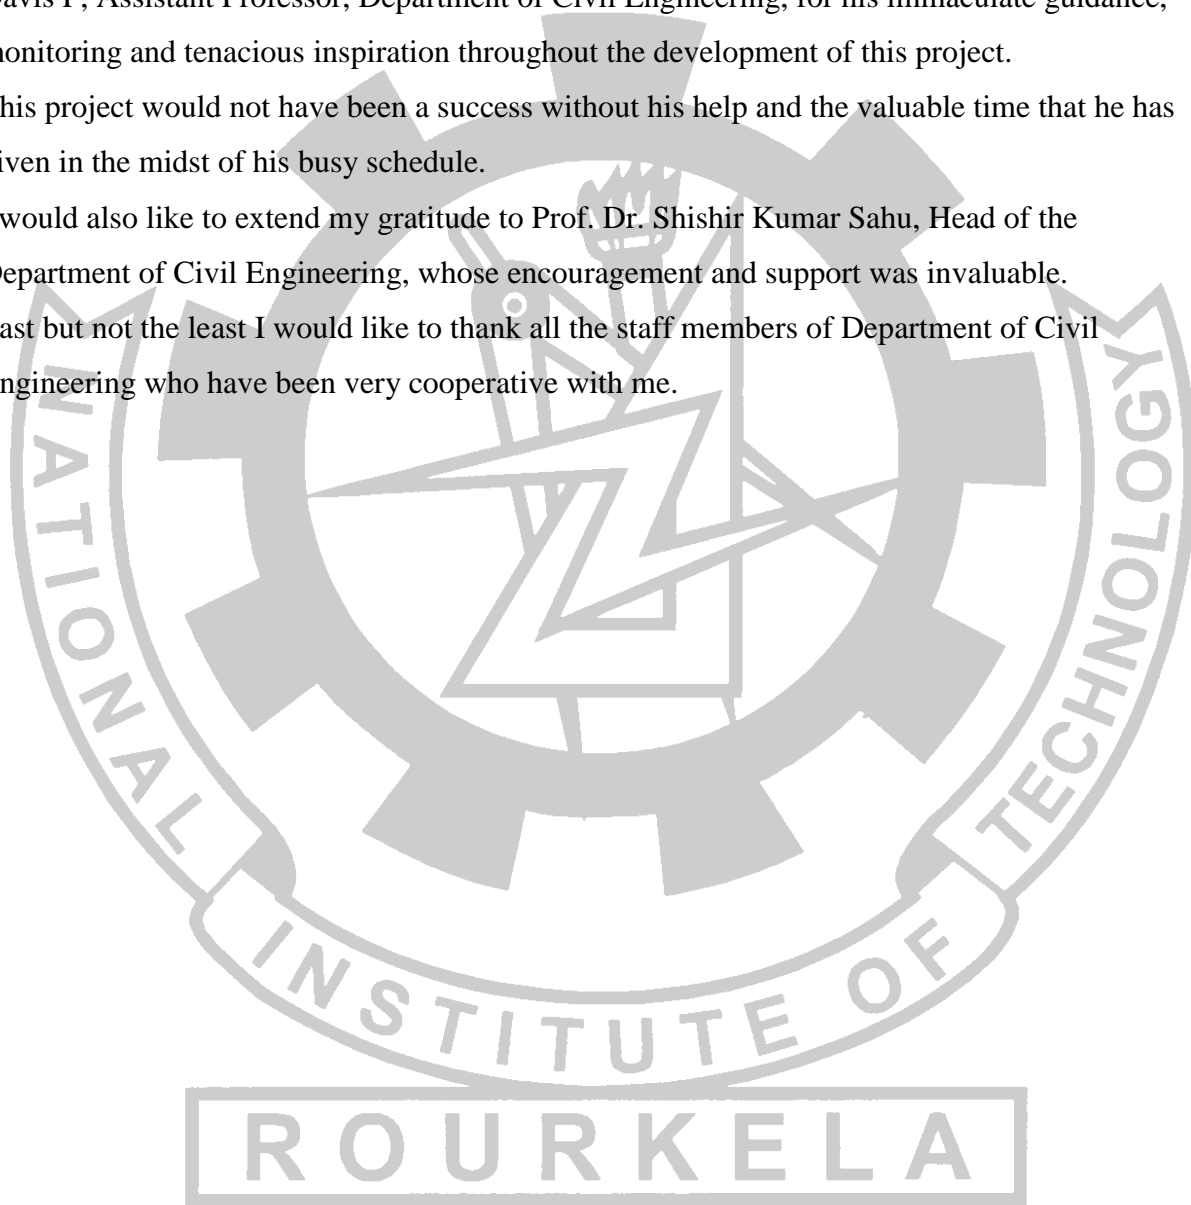 avis P, Assistant Professor, Department of Civil Engineering, for his immaculate guidance,
monitoring and tenacious inspiration throughout the development of this project.
his project would not have been a success without his help and the valuable time that he has
iven in the midst of his busy schedule.
would also like to extend my gratitude to Prof. Dr. Shishir Kumar Sahu, Head of the
Department of Civil Engineering, whose encouragement and support was invaluable.
ast but not the least I would like to thank all the staff members of Department of Civil
ngineering who have been very cooperative with me.
NATIONAL
INSTITUTE OF
TECHNOLOGY
ROURKELA